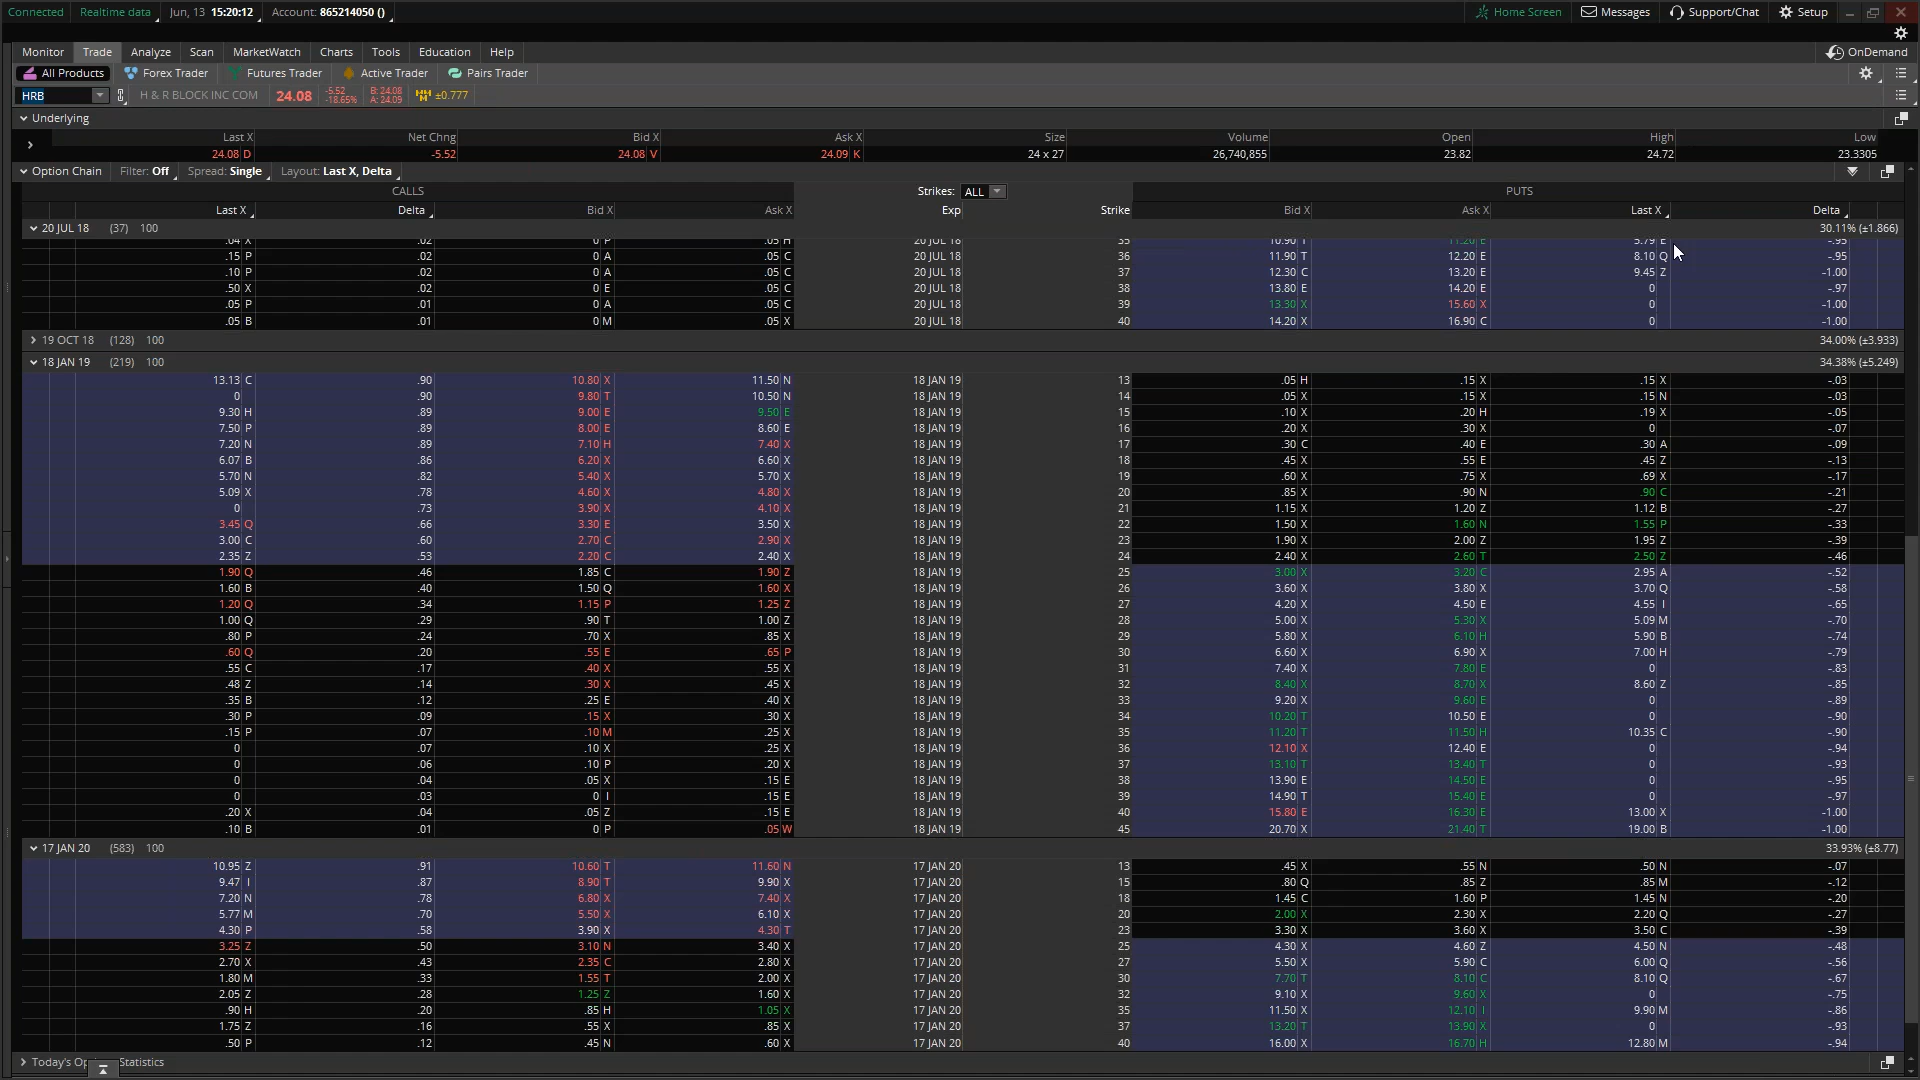 Connected Realtime data Jun, 13 15:20:12 Account: 865214050 () Home Screen Messages Support/Chat Setup
Monitor Trade Analyze Scan MarketWatch Charts Tools Education Help OnDemand
All Products Forex Trader Futures Trader Active Trader Pairs Trader
HRB H & R BLOCK INC COM 24.08 -5.52 -18.65% B: 24.08 A: 24.09 ±0.777
Underlying
Last X Net Chng Bid X Ask X Size Volume Open High Low
24.08 D -5.52 24.08 V 24.09 K 24 x 27 26,740,855 23.82 24.72 23.3305
Option Chain Filter: Off Spread: Single Layout: Last X, Delta
CALLS Strikes: ALL PUTS
Last X Delta Bid X Ask X Exp Strike Bid X Ask X Last X Delta
20 JUL 18 (37) 100 30.11% (±1.866)
.04 X .02 0 P .05 H 20 JUL 18 35 10.90 T 11.20 E 5.79 E -.95
.15 P .02 0 A .05 C 20 JUL 18 36 11.90 T 12.20 E 8.10 Q -.95
.10 P .02 0 A .05 C 20 JUL 18 37 12.30 C 13.20 E 9.45 Z -1.00
.50 X .02 0 E .05 C 20 JUL 18 38 13.80 E 14.20 E 0 -.97
.05 P .01 0 A .05 C 20 JUL 18 39 13.30 X 15.60 X 0 -1.00
.05 B .01 0 M .05 X 20 JUL 18 40 14.20 X 16.90 C 0 -1.00
19 OCT 18 (128) 100 34.00% (±3.933)
18 JAN 19 (219) 100 34.38% (±5.249)
13.13 C .90 10.80 X 11.50 N 18 JAN 19 13 .05 H .15 X .15 X -.03
0 .90 9.80 T 10.50 N 18 JAN 19 14 .05 X .15 X .15 N -.03
9.30 H .89 9.00 E 9.50 E 18 JAN 19 15 .10 X .20 H .19 X -.05
7.50 P .89 8.00 E 8.60 E 18 JAN 19 16 .20 X .30 X 0 -.07
7.20 N .89 7.10 H 7.40 X 18 JAN 19 17 .30 C .40 E .30 A -.09
6.07 B .86 6.20 X 6.60 X 18 JAN 19 18 .45 X .55 E .45 Z -.13
5.70 N .82 5.40 X 5.70 X 18 JAN 19 19 .60 X .75 X .69 X -.17
5.09 X .78 4.60 X 4.80 X 18 JAN 19 20 .85 X .90 N .90 C -.21
0 .73 3.90 X 4.10 X 18 JAN 19 21 1.15 X 1.20 Z 1.12 B -.27
3.45 Q .66 3.30 E 3.50 X 18 JAN 19 22 1.50 X 1.60 N 1.55 P -.33
3.00 C .60 2.70 C 2.90 X 18 JAN 19 23 1.90 X 2.00 Z 1.95 Z -.39
2.35 Z .53 2.20 C 2.40 X 18 JAN 19 24 2.40 X 2.60 T 2.50 Z -.46
1.90 Q .46 1.85 C 1.90 Z 18 JAN 19 25 3.00 X 3.20 C 2.95 A -.52
1.60 B .40 1.50 Q 1.60 X 18 JAN 19 26 3.60 X 3.80 X 3.70 Q -.58
1.20 Q .34 1.15 P 1.25 Z 18 JAN 19 27 4.20 X 4.50 E 4.55 I -.65
1.00 Q .29 .90 T 1.00 Z 18 JAN 19 28 5.00 X 5.30 X 5.09 M -.70
.80 P .24 .70 X .85 X 18 JAN 19 29 5.80 X 6.10 H 5.90 B -.74
.60 Q .20 .55 E .65 P 18 JAN 19 30 6.60 X 6.90 X 7.00 H -.79
.55 C .17 .40 X .55 X 18 JAN 19 31 7.40 X 7.80 E 0 -.83
.48 Z .14 .30 X .45 X 18 JAN 19 32 8.40 X 8.70 X 8.60 Z -.85
.35 B .12 .25 E .40 X 18 JAN 19 33 9.20 X 9.60 E 0 -.89
.30 P .09 .15 X .30 X 18 JAN 19 34 10.20 T 10.50 E 0 -.90
.15 P .07 .10 M .25 X 18 JAN 19 35 11.20 T 11.50 H 10.35 C -.90
0 .07 .10 X .25 X 18 JAN 19 36 12.10 X 12.40 E 0 -.94
0 .06 .10 P .20 X 18 JAN 19 37 13.10 T 13.40 T 0 -.93
0 .04 .05 X .15 E 18 JAN 19 38 13.90 E 14.50 E 0 -.95
0 .03 0 I .15 E 18 JAN 19 39 14.90 T 15.40 E 0 -.97
.20 X .04 .05 Z .15 E 18 JAN 19 40 15.80 E 16.30 E 13.00 X -1.00
.10 B .01 0 P .05 W 18 JAN 19 45 20.70 X 21.40 T 19.00 B -1.00
17 JAN 20 (583) 100 33.93% (±8.77)
10.95 Z .91 10.60 T 11.60 N 17 JAN 20 13 .45 X .55 N .50 N -.07
9.47 I .87 8.90 T 9.90 X 17 JAN 20 15 .80 Q .85 Z .85 M -.12
7.20 N .78 6.80 X 7.40 X 17 JAN 20 18 1.45 C 1.60 P 1.45 N -.20
5.77 M .70 5.50 X 6.10 X 17 JAN 20 20 2.00 X 2.30 X 2.20 Q -.27
4.30 P .58 3.90 X 4.30 T 17 JAN 20 23 3.30 X 3.60 X 3.50 C -.39
3.25 Z .50 3.10 N 3.40 X 17 JAN 20 25 4.30 X 4.60 Z 4.50 N -.48
2.70 X .43 2.35 C 2.80 X 17 JAN 20 27 5.50 X 5.90 C 6.00 Q -.56
1.80 M .33 1.55 T 2.00 X 17 JAN 20 30 7.70 T 8.10 C 8.10 Q -.67
2.05 Z .28 1.25 Z 1.60 X 17 JAN 20 32 9.10 X 9.60 X 0 -.75
.90 H .20 .85 H 1.05 X 17 JAN 20 35 11.50 X 12.10 I 9.90 M -.86
1.75 Z .16 .55 X .85 X 17 JAN 20 37 13.20 T 13.90 X 0 -.93
.50 P .12 .45 N .60 X 17 JAN 20 40 16.00 X 16.70 H 12.80 M -.94
Today's Op Statistics